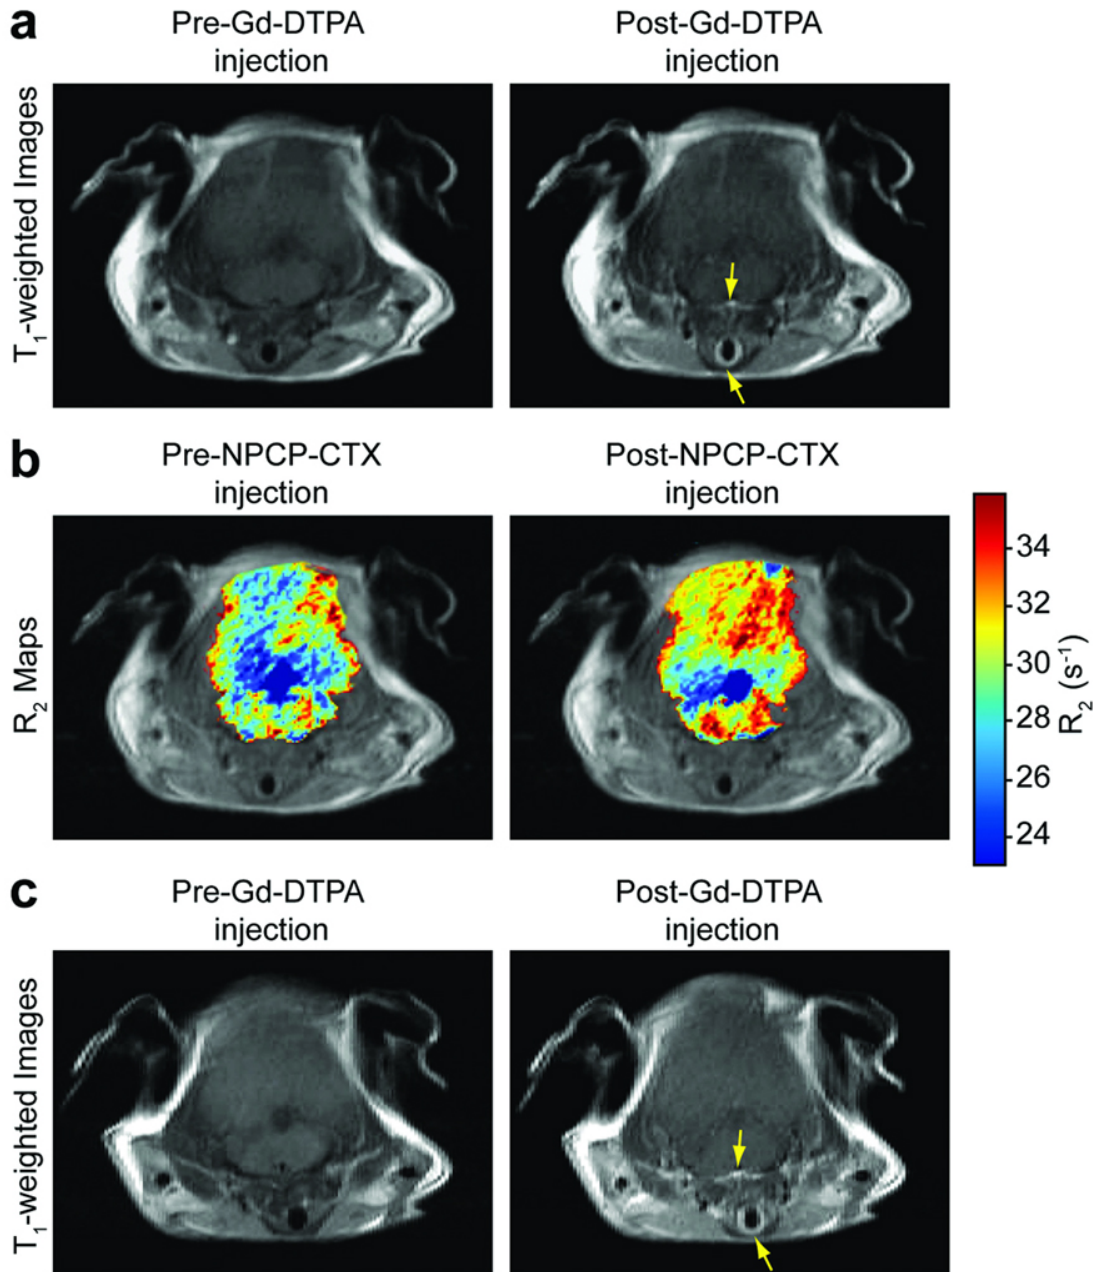 a
Pre-Gd-DTPA
injection
Post-Gd-DTPA
injection
T1-weighted Images
b
Pre-NPCP-CTX
injection
Post-NPCP-CTX
injection
R2 Maps
34
32
30
28
26
24
R2 (s-1)
c
Pre-Gd-DTPA
injection
Post-Gd-DTPA
injection
T1-weighted Images